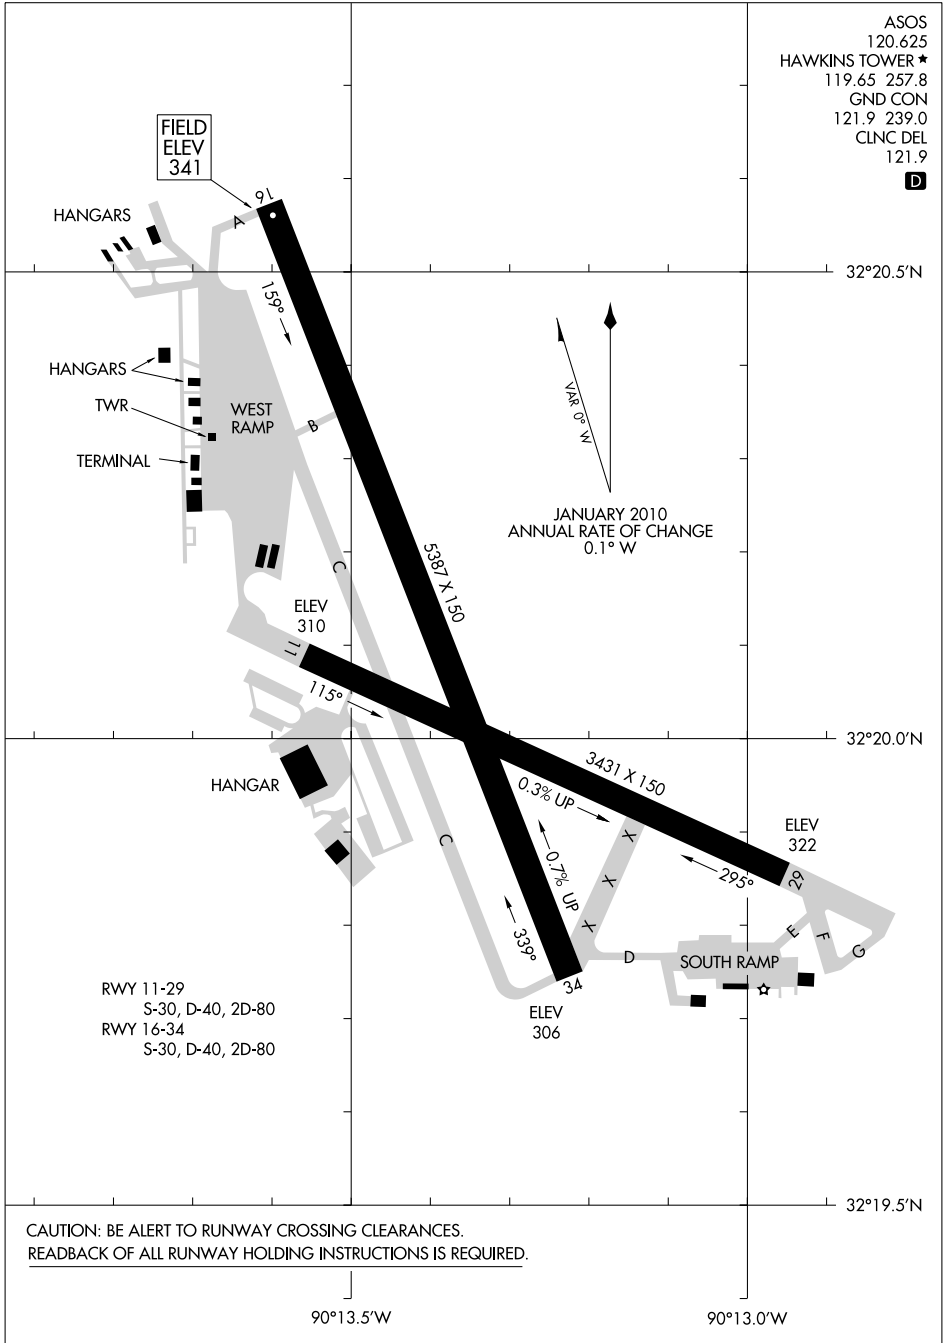 ASOS
120.625
HAWKINS TOWER ★
119.65 257.8
GND CON
121.9 239.0
CLNC DEL
121.9
D
FIELD
ELEV
341
16
A
HANGARS
32°20.5'N
159°
HANGARS
TWR
WEST
RAMP
B
TERMINAL
VAR 0° W
JANUARY 2010
ANNUAL RATE OF CHANGE
0.1° W
5387 X 150
C
ELEV
310
11
115°
32°20.0'N
3431 X 150
0.3% UP
HANGAR
C
X
X
X
0.7% UP
ELEV
322
29
295°
339°
E
F
G
D
SOUTH RAMP
34
ELEV
306
RWY 11-29
S-30, D-40, 2D-80
RWY 16-34
S-30, D-40, 2D-80
32°19.5'N
CAUTION: BE ALERT TO RUNWAY CROSSING CLEARANCES.
READBACK OF ALL RUNWAY HOLDING INSTRUCTIONS IS REQUIRED.
90°13.5'W
90°13.0'W